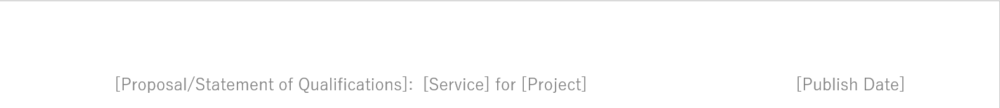 [Proposal/Statement of Qualifications]:  [Service] for [Project] [Publish Date]